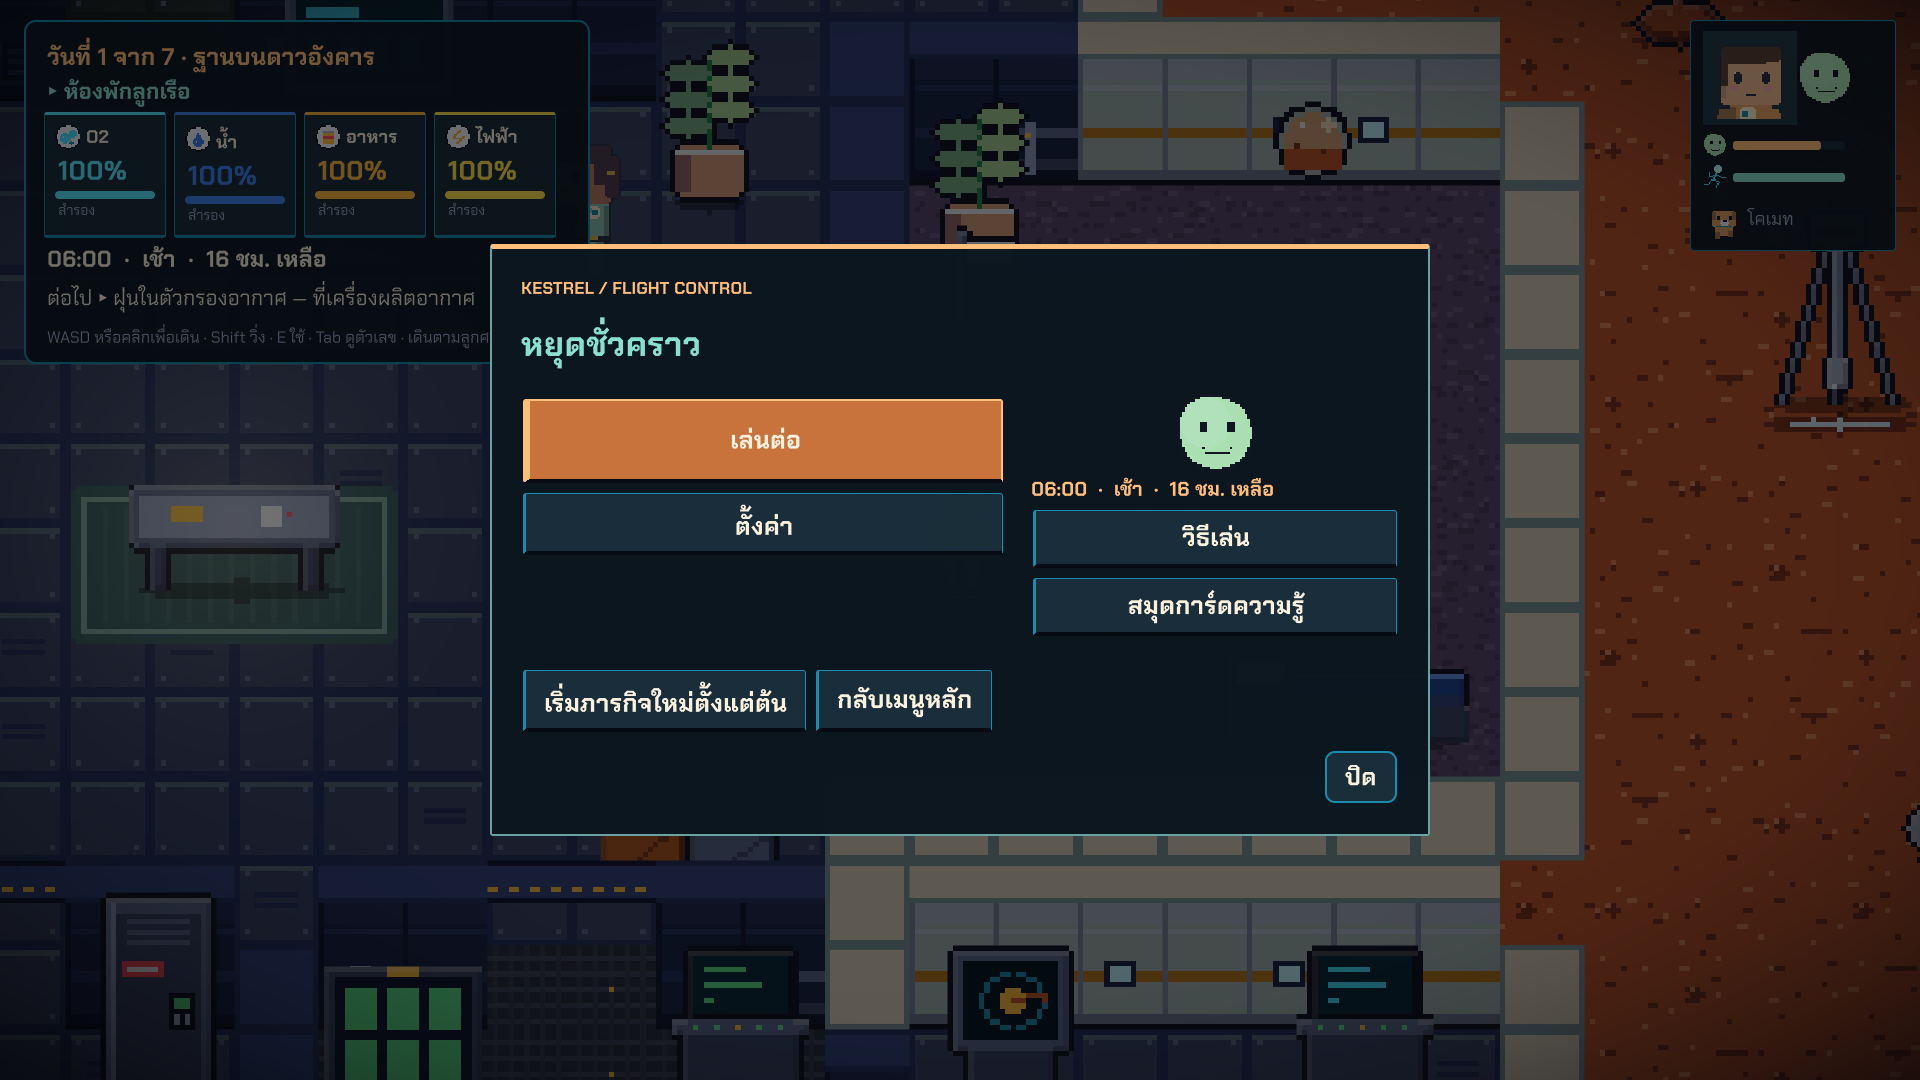 วันที่ 1 จาก 7 · ฐานบนดาวอังคาร
▸ ห้องพักลูกเรือ
O2
น้ำ
อาหาร
ไฟฟ้า
100%
100%
100%
100%
สำรอง
สำรอง
สำรอง
สำรอง
06:00 · เช้า · 16 ชม. เหลือ
ต่อไป ▸ ฝุ่นในตัวกรองอากาศ — ที่เครื่องผลิตอากาศ
WASD หรือคลิกเพื่อเดิน · Shift วิ่ง · E ใช้ · Tab ดูตัวเลข · เดินตามลูกศ
โคเมท
KESTREL / FLIGHT CONTROL
หยุดชั่วคราว
เล่นต่อ
ตั้งค่า
06:00 · เช้า · 16 ชม. เหลือ
วิธีเล่น
สมุดการ์ดความรู้
เริ่มภารกิจใหม่ตั้งแต่ต้น
กลับเมนูหลัก
ปิด